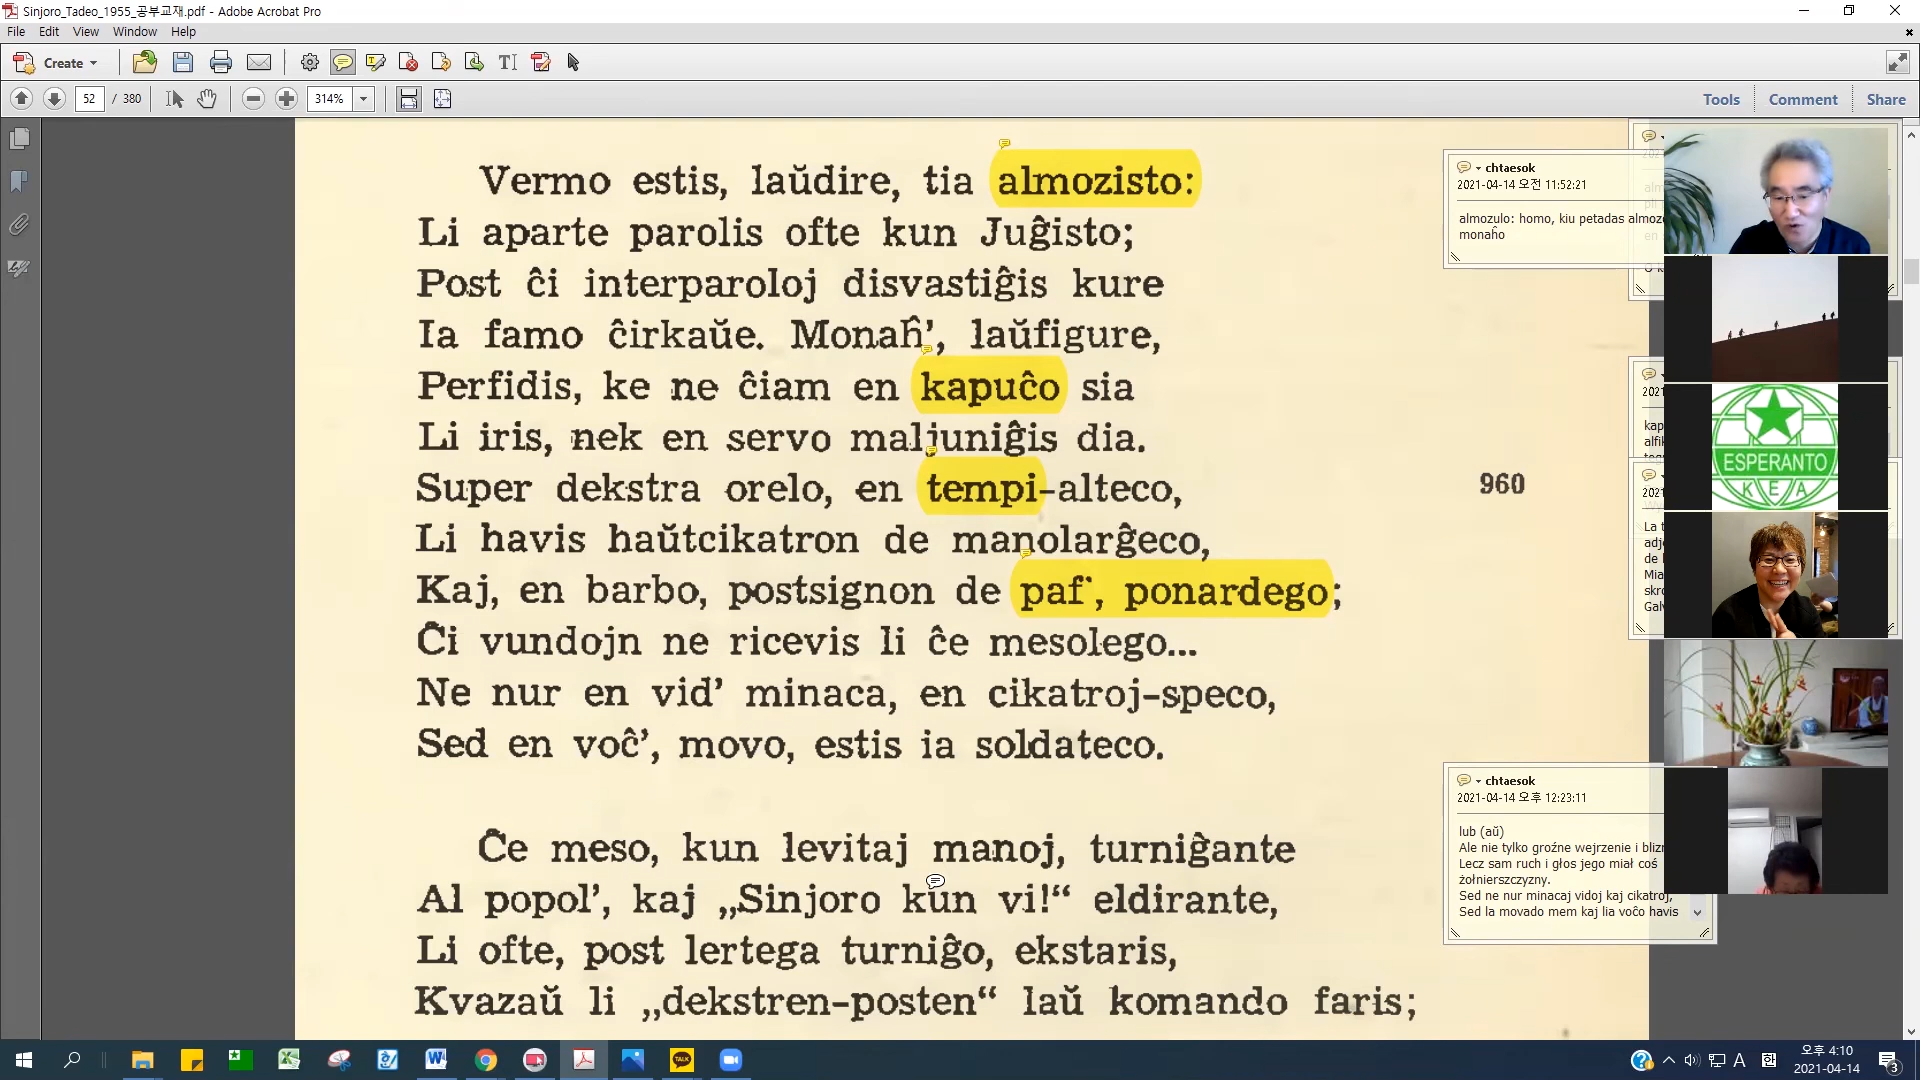 Sinjoro_Tadeo_1955_공부교재.pdf - Adobe Acrobat Pro
File Edit View Window Help
Create
52 / 380 314% Tools Comment Share
Vermo estis, laŭdire, tia almozisto:
Li aparte parolis ofte kun Juĝisto;
Post ĉi interparoloj disvastiĝis kure
Ia famo ĉirkaŭe. Monaĥ’, laŭfigure,
Perfidis, ke ne ĉiam en kapuĉo sia
Li iris, nek en servo maljuniĝis dia.
Super dekstra orelo, en tempi-alteco,
960
Li havis haŭtcikatron de manolarĝeco,
Kaj, en barbo, postsignon de paf’, ponardego;
Ĉi vundojn ne ricevis li ĉe mesolego...
Ne nur en vid’ minaca, en cikatroj-speco,
Sed en voĉ’, movo, estis ia soldateco.
Ĉe meso, kun levitaj manoj, turniĝante
Al popol’, kaj „Sinjoro kun vi!“ eldirante,
Li ofte, post lertega turniĝo, ekstaris,
Kvazaŭ li „dekstren-posten“ laŭ komando faris;
chtaesok
2021-04-14 오전 11:52:21
almozulo: homo, kiu petadas
monaĥo
La t
adj
de
Mia
skr
Gal
chtaesok
2021-04-14 오후 12:23:11
lub (aŭ)
Ale nie tylko groźne wejrzenie i
Lecz sam ruch i głos jego miał coś
żołnierszczyzny.
Sed ne nur minacaj vidoj kaj cikatroj,
Sed la movado mem kaj lia voĉo havis
ESPERANTO
KEA
TALK
A 한
오후 4:10
2021-04-14
3